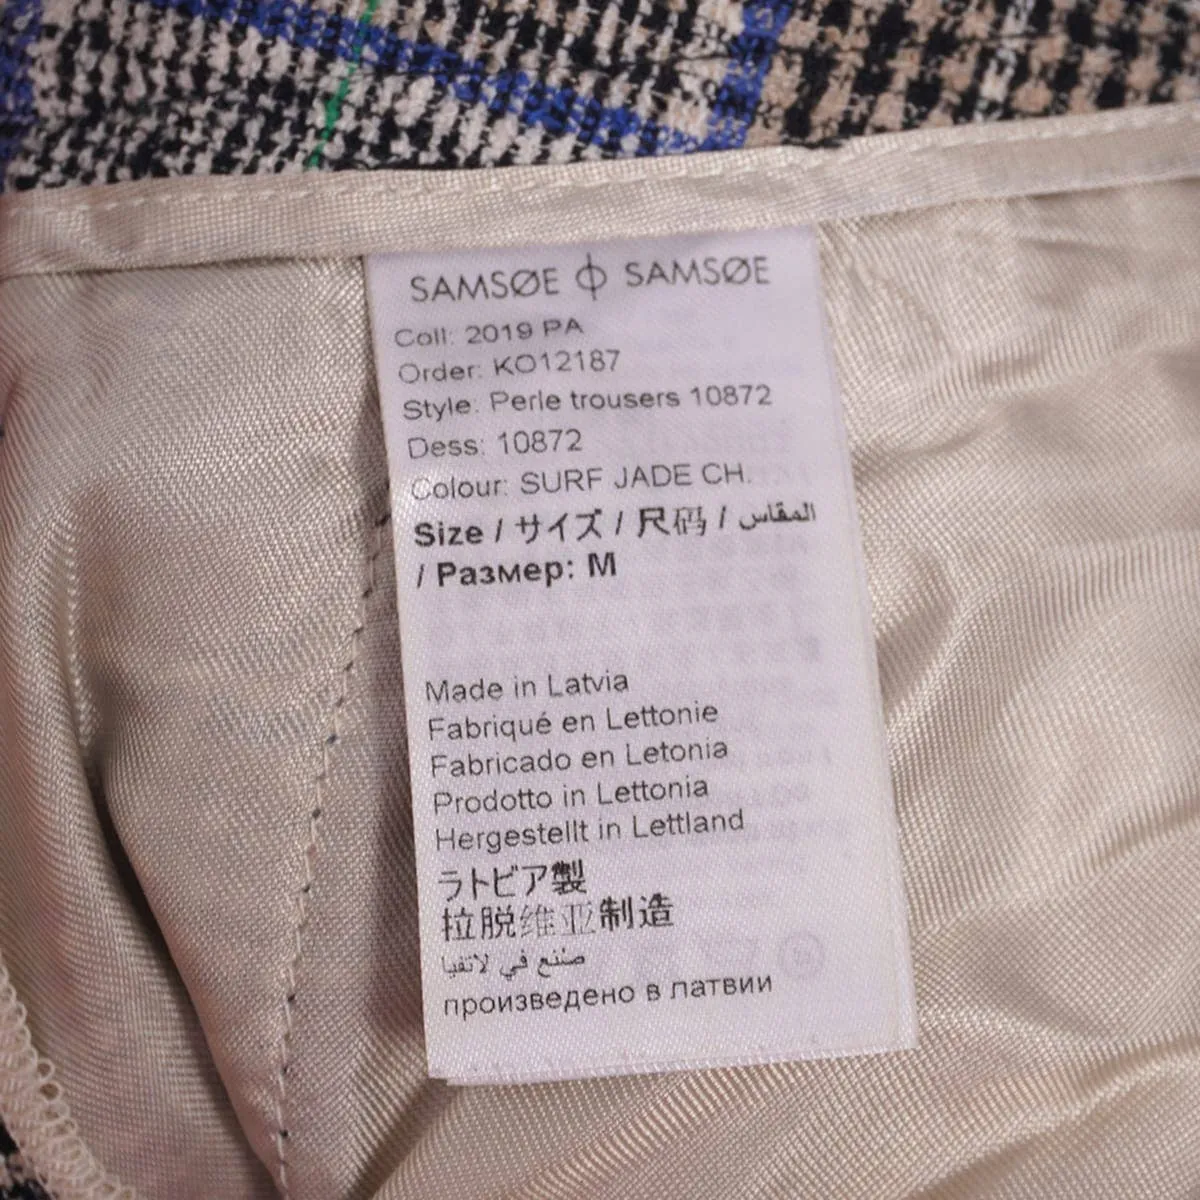 SAMSØE ф SAMSØE
Coll: 2019 PA
Order: KO12187
Style: Perle trousers 10872
Dess: 10872
Colour: SURF JADE CH.
Size / サイズ / 尺码 / المقاس
/ Размер: M
Made in Latvia
Fabriqué en Lettonie
Fabricado en Letonia
Prodotto in Lettonia
Hergestellt in Lettland
ラトビア製
拉脱维亚制造
صنع في لاتفيا
произведено в латвии